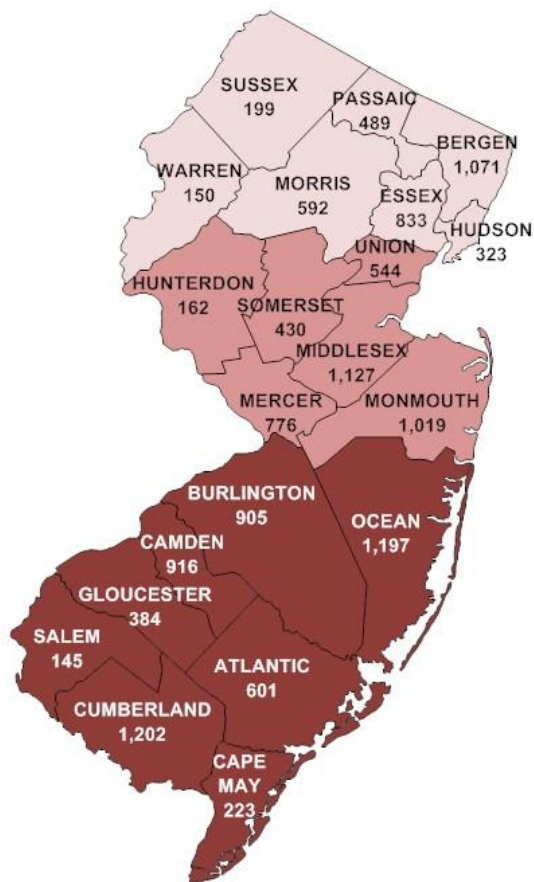 SUSSEX
199
PASSAIC
489
BERGEN
1,071
WARREN
150
MORRIS
592
ESSEX
833
HUDSON
323
UNION
544
HUNTERDON
162
SOMERSET
430
MIDDLESEX
1,127
MERCER
776
MONMOUTH
1,019
BURLINGTON
905
OCEAN
1,197
CAMDEN
916
GLOUCESTER
384
SALEM
145
ATLANTIC
601
CUMBERLAND
1,202
CAPE
MAY
223